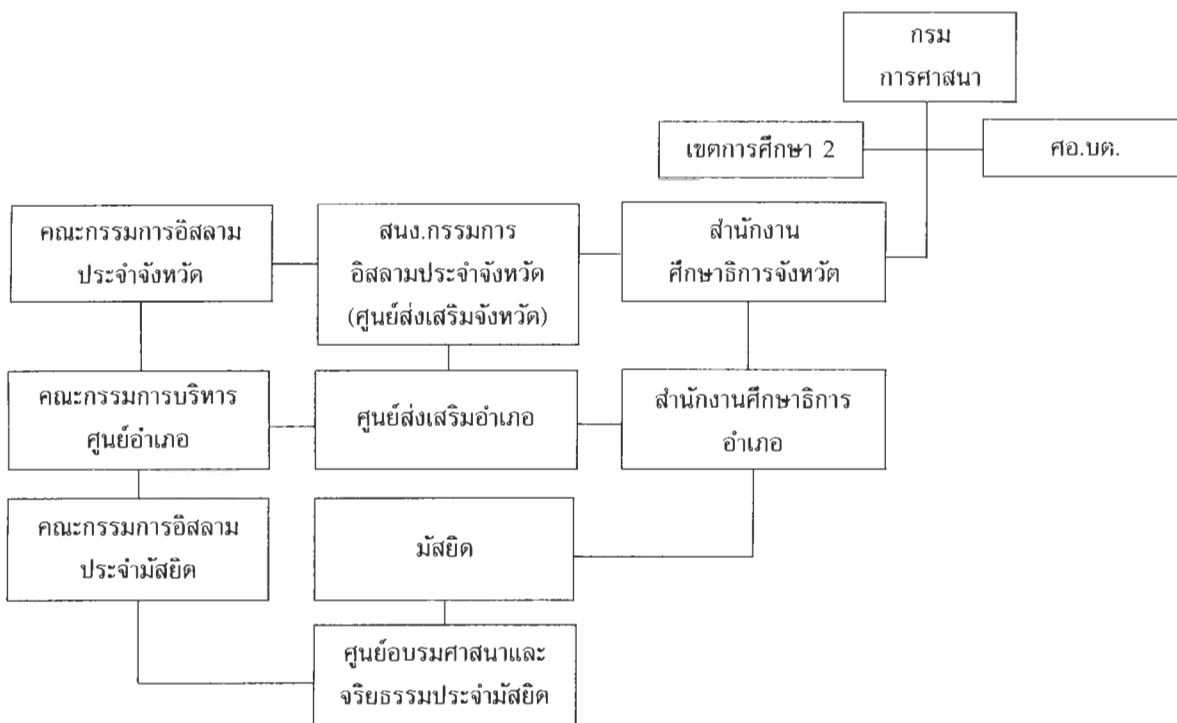 กรม
การศาสนา
เขตการศึกษา 2
ศอ.บต.
คณะกรรมการอิสลาม
ประจำจังหวัด
สนง.กรรมการ
อิสลามประจำจังหวัด
(ศูนย์ส่งเสริมจังหวัด)
สำนักงาน
ศึกษาธิการจังหวัด
คณะกรรมการบริหาร
ศูนย์อำเภอ
ศูนย์ส่งเสริมอำเภอ
สำนักงานศึกษาธิการ
อำเภอ
คณะกรรมการอิสลาม
ประจำมัสยิด
มัสยิด
ศูนย์อบรมศาสนาและ
จริยธรรมประจำมัสยิด